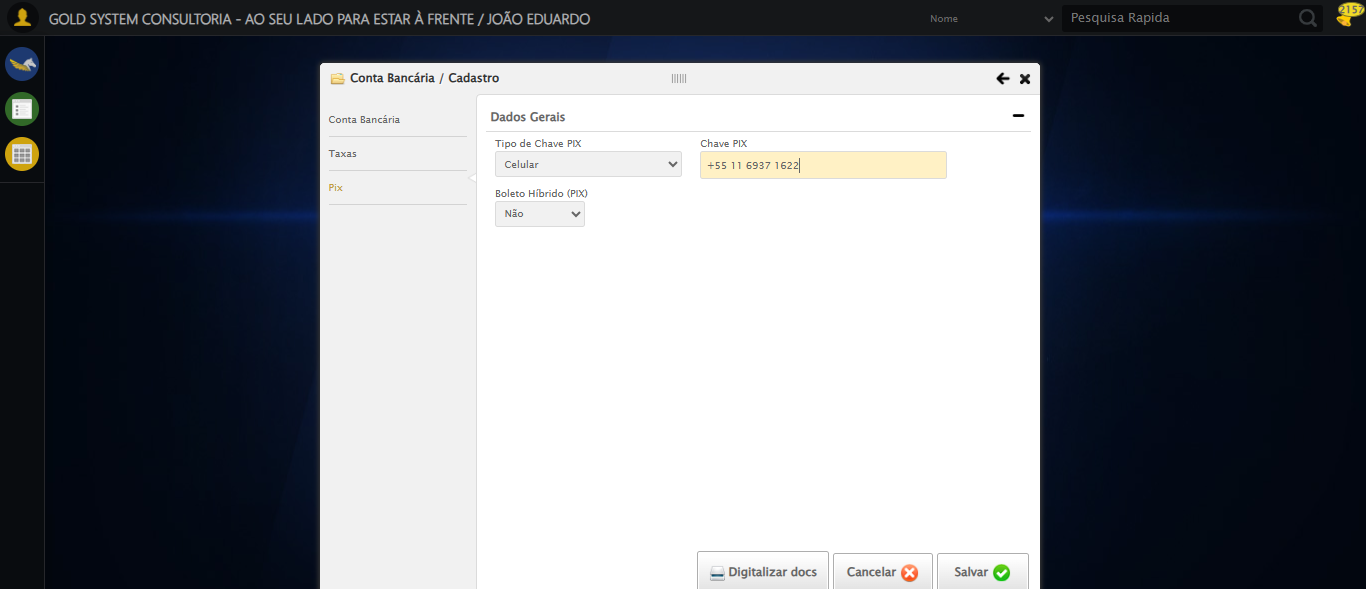 GOLD SYSTEM CONSULTORIA - AO SEU LADO PARA ESTAR À FRENTE / JOÃO EDUARDO
Nome
Pesquisa Rapida
2157
Conta Bancária / Cadastro
Conta Bancária
Taxas
Pix
Dados Gerais
Tipo de Chave PIX
Chave PIX
Celular
+55 11 6937 1622
Boleto Híbrido (PIX)
Não
Digitalizar docs
Cancelar
Salvar